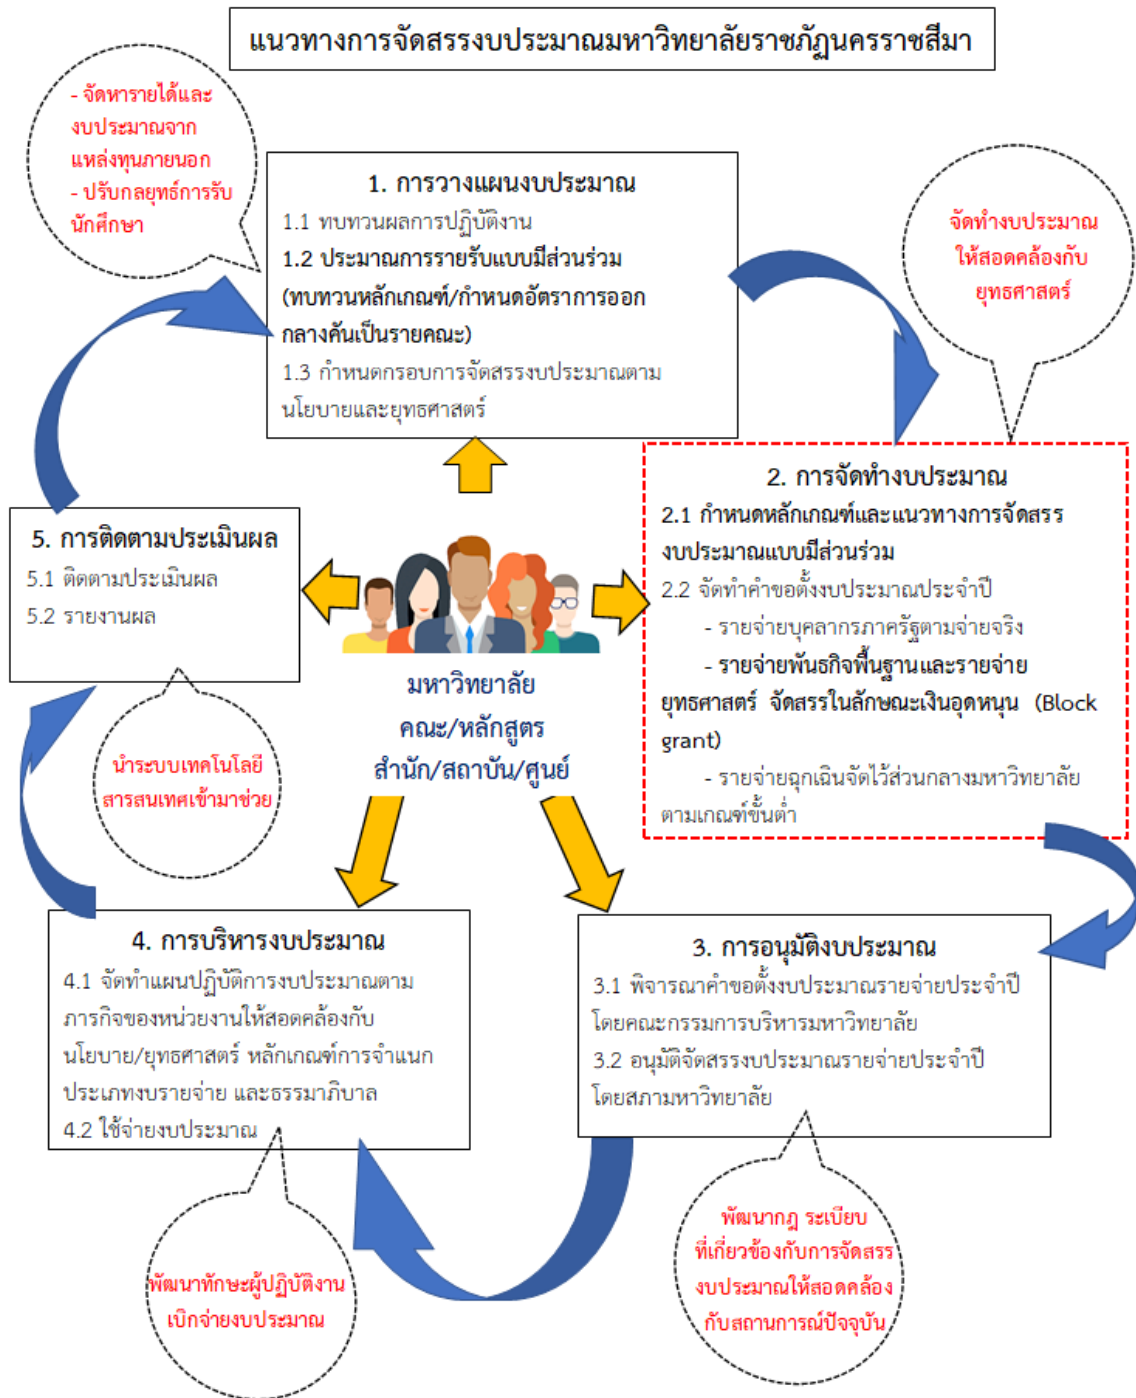 แนวทางการจัดสรรงบประมาณมหาวิทยาลัยราชภัฏนครราชสีมา
- จัดหารายได้และ
งบประมาณจาก
แหล่งทุนภายนอก
- ปรับกลยุทธ์การรับ
นักศึกษา
1. การวางแผนงบประมาณ
1.1 ทบทวนผลการปฏิบัติงาน
1.2 ประมาณการรายรับแบบมีส่วนร่วม
(ทบทวนหลักเกณฑ์/กำหนดอัตราการออก
กลางคันเป็นรายคณะ)
1.3 กำหนดกรอบการจัดสรรงบประมาณตาม
นโยบายและยุทธศาสตร์
จัดทำงบประมาณ
ให้สอดคล้องกับ
ยุทธศาสตร์
2. การจัดทำงบประมาณ
2.1 กำหนดหลักเกณฑ์และแนวทางการจัดสรร
งบประมาณแบบมีส่วนร่วม
2.2 จัดทำคำขอตั้งงบประมาณประจำปี
- รายจ่ายบุคลากรภาครัฐตามจ่ายจริง
- รายจ่ายพันธกิจพื้นฐานและรายจ่าย
ยุทธศาสตร์ จัดสรรในลักษณะเงินอุดหนุน (Block
grant)
- รายจ่ายฉุกเฉินจัดไว้ส่วนกลางมหาวิทยาลัย
ตามเกณฑ์ขั้นต่ำ
5. การติดตามประเมินผล
5.1 ติดตามประเมินผล
5.2 รายงานผล
มหาวิทยาลัย
คณะ/หลักสูตร
สำนัก/สถาบัน/ศูนย์
นำระบบเทคโนโลยี
สารสนเทศเข้ามาช่วย
4. การบริหารงบประมาณ
4.1 จัดทำแผนปฏิบัติการงบประมาณตาม
ภารกิจของหน่วยงานให้สอดคล้องกับ
นโยบาย/ยุทธศาสตร์ หลักเกณฑ์การจำแนก
ประเภทงบรายจ่าย และธรรมาภิบาล
4.2 ใช้จ่ายงบประมาณ
3. การอนุมัติงบประมาณ
3.1 พิจารณาคำขอตั้งงบประมาณรายจ่ายประจำปี
โดยคณะกรรมการบริหารมหาวิทยาลัย
3.2 อนุมัติจัดสรรงบประมาณรายจ่ายประจำปี
โดยสภามหาวิทยาลัย
พัฒนาทักษะผู้ปฏิบัติงาน
เบิกจ่ายงบประมาณ
พัฒนากฎ ระเบียบ
ที่เกี่ยวข้องกับการจัดสรร
งบประมาณให้สอดคล้อง
กับสถานการณ์ปัจจุบัน